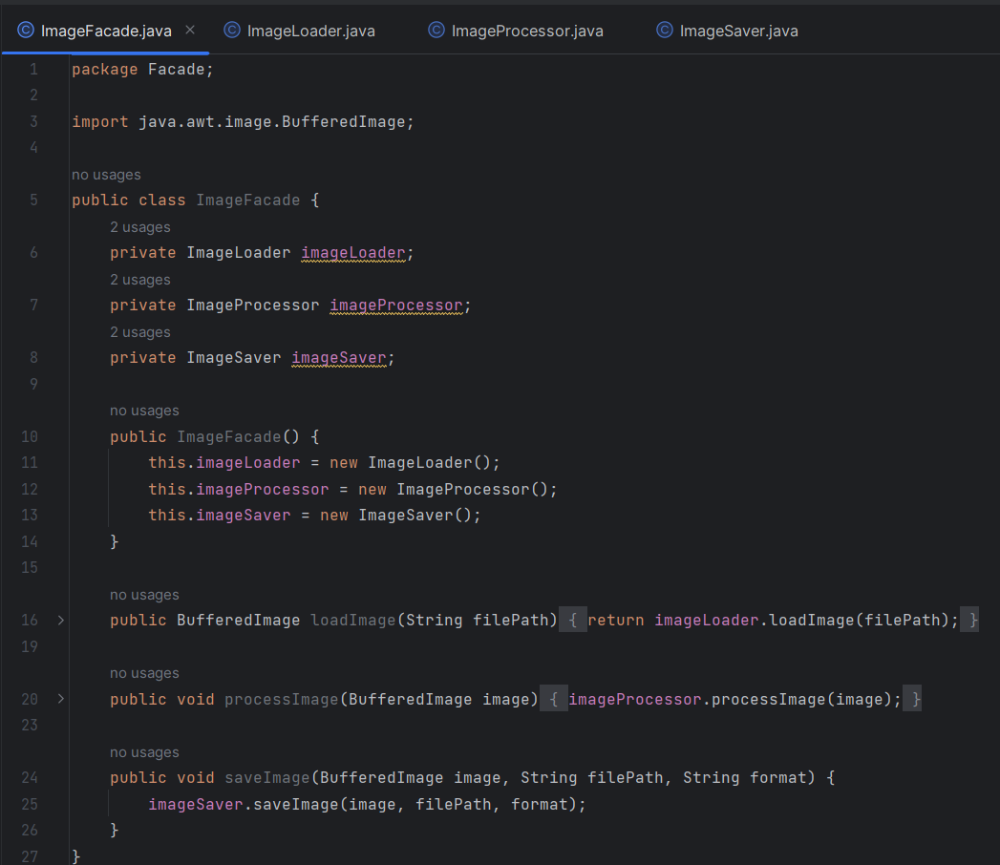 ImageFacade.java × ImageLoader.java ImageProcessor.java ImageSaver.java
1 package Facade;
2
3 import java.awt.image.BufferedImage;
4
no usages
5 public class ImageFacade {
2 usages
6 private ImageLoader imageLoader;
2 usages
7 private ImageProcessor imageProcessor;
2 usages
8 private ImageSaver imageSaver;
9
no usages
10 public ImageFacade() {
11 this.imageLoader = new ImageLoader();
12 this.imageProcessor = new ImageProcessor();
13 this.imageSaver = new ImageSaver();
14 }
15
no usages
16 public BufferedImage loadImage(String filePath) { return imageLoader.loadImage(filePath); }
19
no usages
20 public void processImage(BufferedImage image) { imageProcessor.processImage(image); }
23
no usages
24 public void saveImage(BufferedImage image, String filePath, String format) {
25 imageSaver.saveImage(image, filePath, format);
26 }
27 }